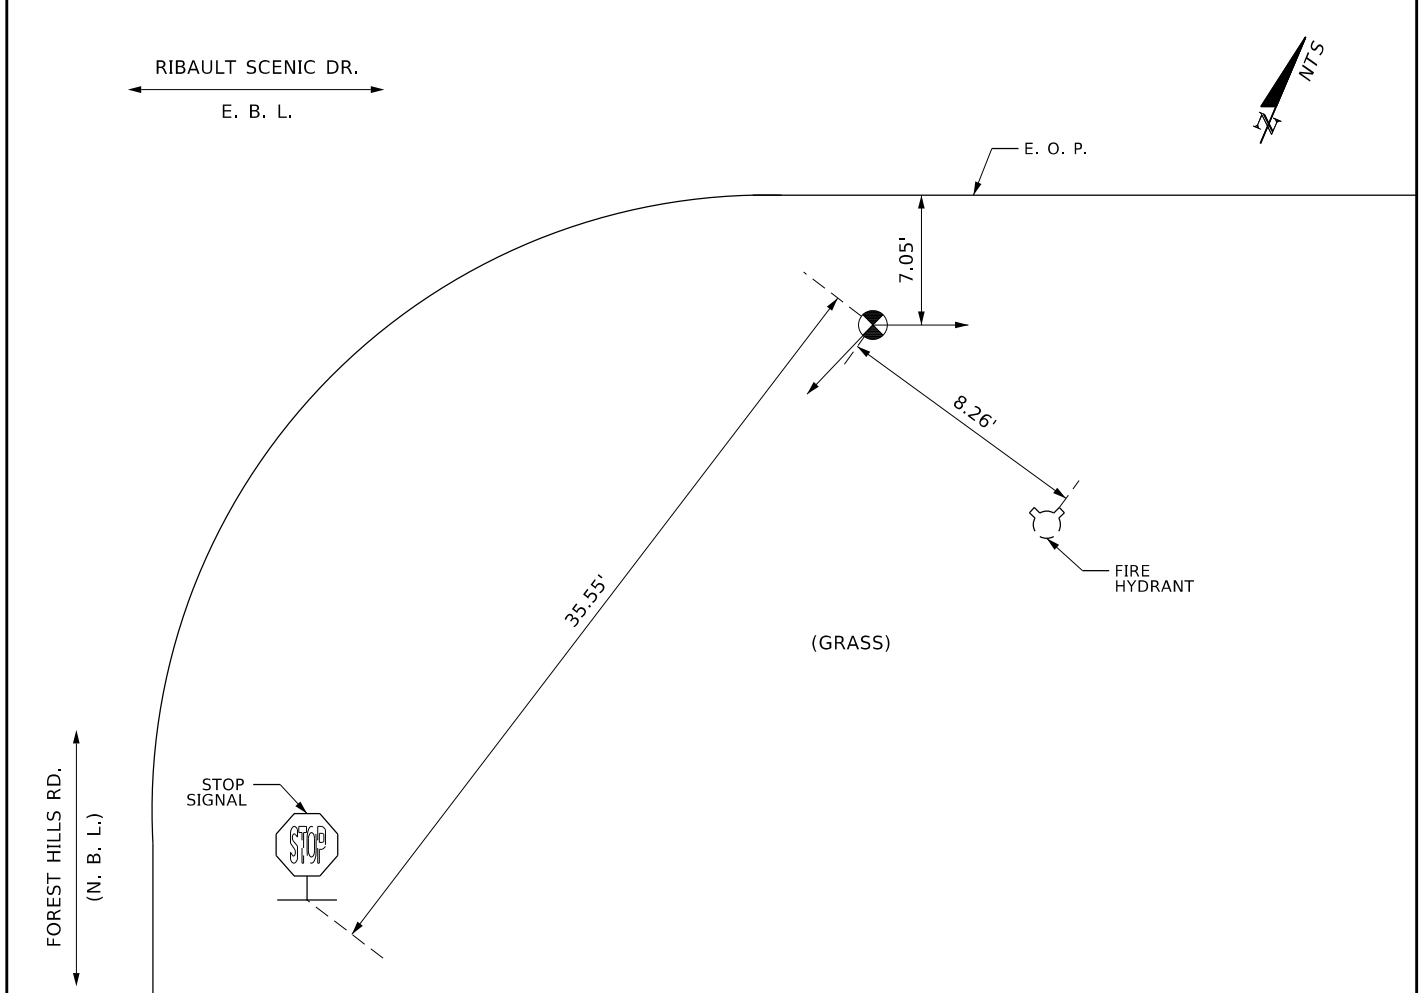 RIBAULT SCENIC DR.
E. B. L.
NTS
N
E. O. P.
7.05'
8.26'
35.55'
FIRE
HYDRANT
(GRASS)
STOP
SIGNAL
STOP
FOREST HILLS RD.
(N. B. L.)